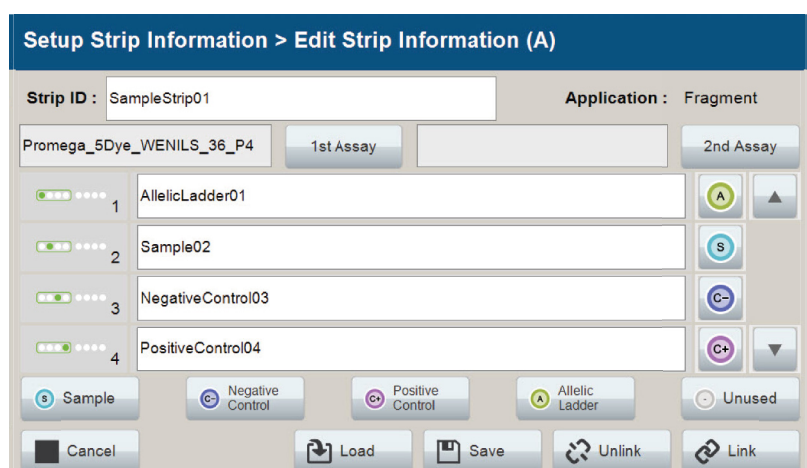 Setup Strip Information > Edit Strip Information (A)
Strip ID : SampleStrip01 Application : Fragment
Promega_5Dye_WENILS_36_P4 1st Assay 2nd Assay
1 AllelicLadder01 A
2 Sample02 S
3 NegativeControl03 C-
4 PositiveControl04 C+
S Sample C- Negative Control C+ Positive Control A Allelic Ladder - Unused
Cancel Load Save Unlink Link